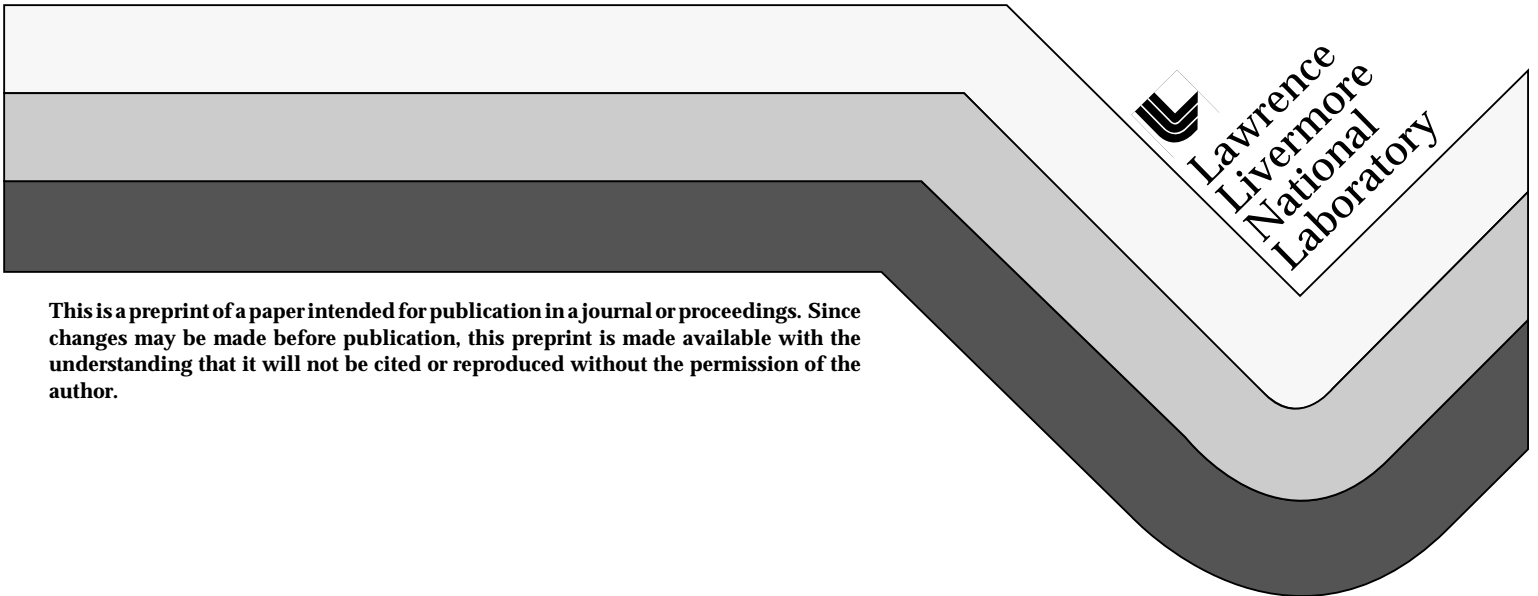 Lawrence
Livermore
National
Laboratory
This is a preprint of a paper intended for publication in a journal or proceedings. Since
changes may be made before publication, this preprint is made available with the
understanding that it will not be cited or reproduced without the permission of the
author.